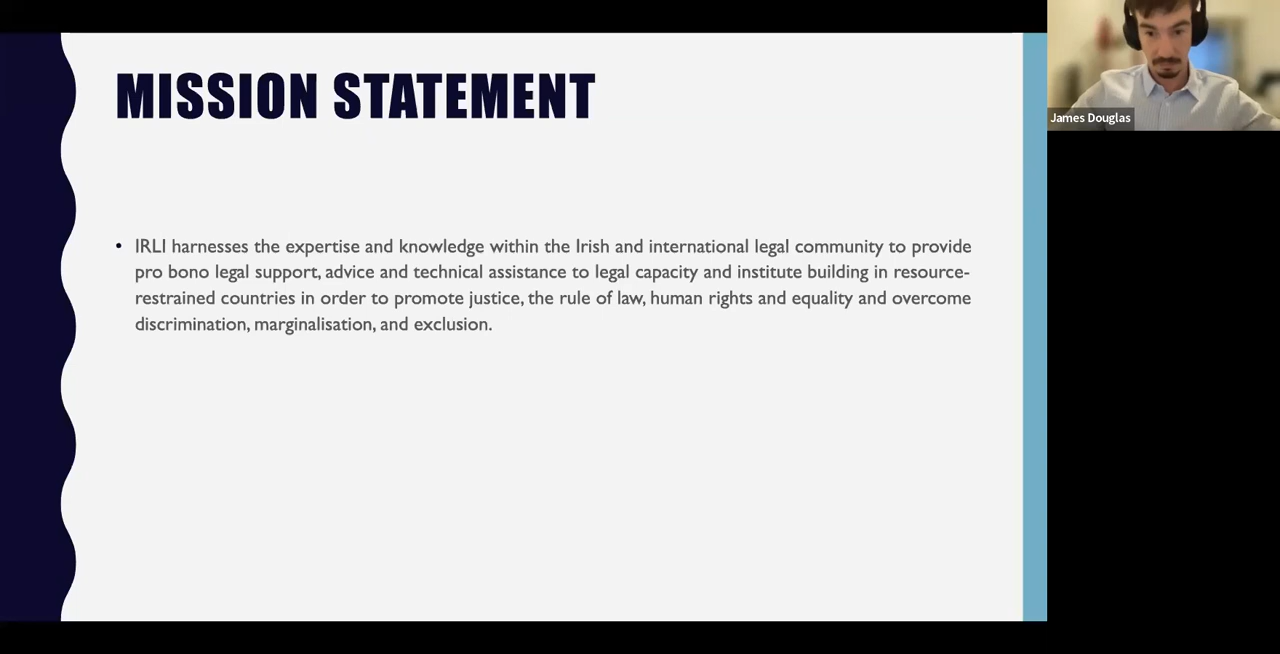 MISSION STATEMENT
• IRLI harnesses the expertise and knowledge within the Irish and international legal community to provide
pro bono legal support, advice and technical assistance to legal capacity and institute building in resource-
restrained countries in order to promote justice, the rule of law, human rights and equality and overcome
discrimination, marginalisation, and exclusion.
James Douglas